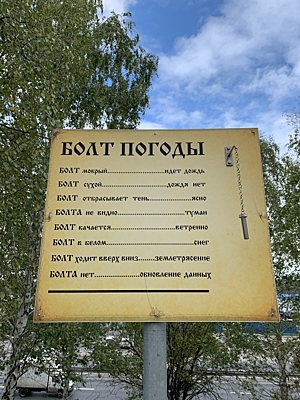 БОЛТ ПОГОДЫ
БОЛТ мокрый........................идет дождь
БОЛТ сухой...........................дождя нет
БОЛТ отбрасывает тень.................ясно
БОЛТА не видно...........................туман
БОЛТ качается...........................ветренно
БОЛТ в белом..................................снег
БОЛТ ходит вверх вниз........землетрясение
БОЛТА нет.................обновление данных